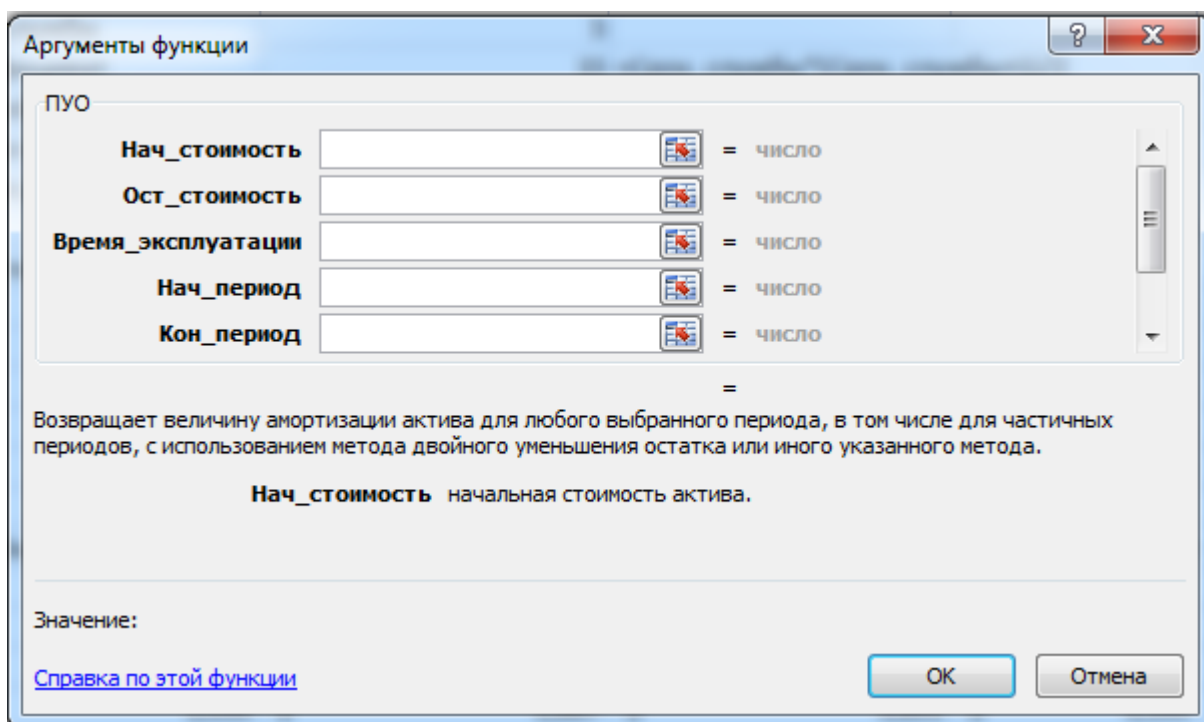 Аргументы функции
ПУО
Нач_стоимость = число
Ост_стоимость = число
Время_эксплуатации = число
Нач_период = число
Кон_период = число
=
Возвращает величину амортизации актива для любого выбранного периода, в том числе для частичных
периодов, с использованием метода двойного уменьшения остатка или иного указанного метода.
Нач_стоимость начальная стоимость актива.
Значение:
Справка по этой функции
ОК
Отмена